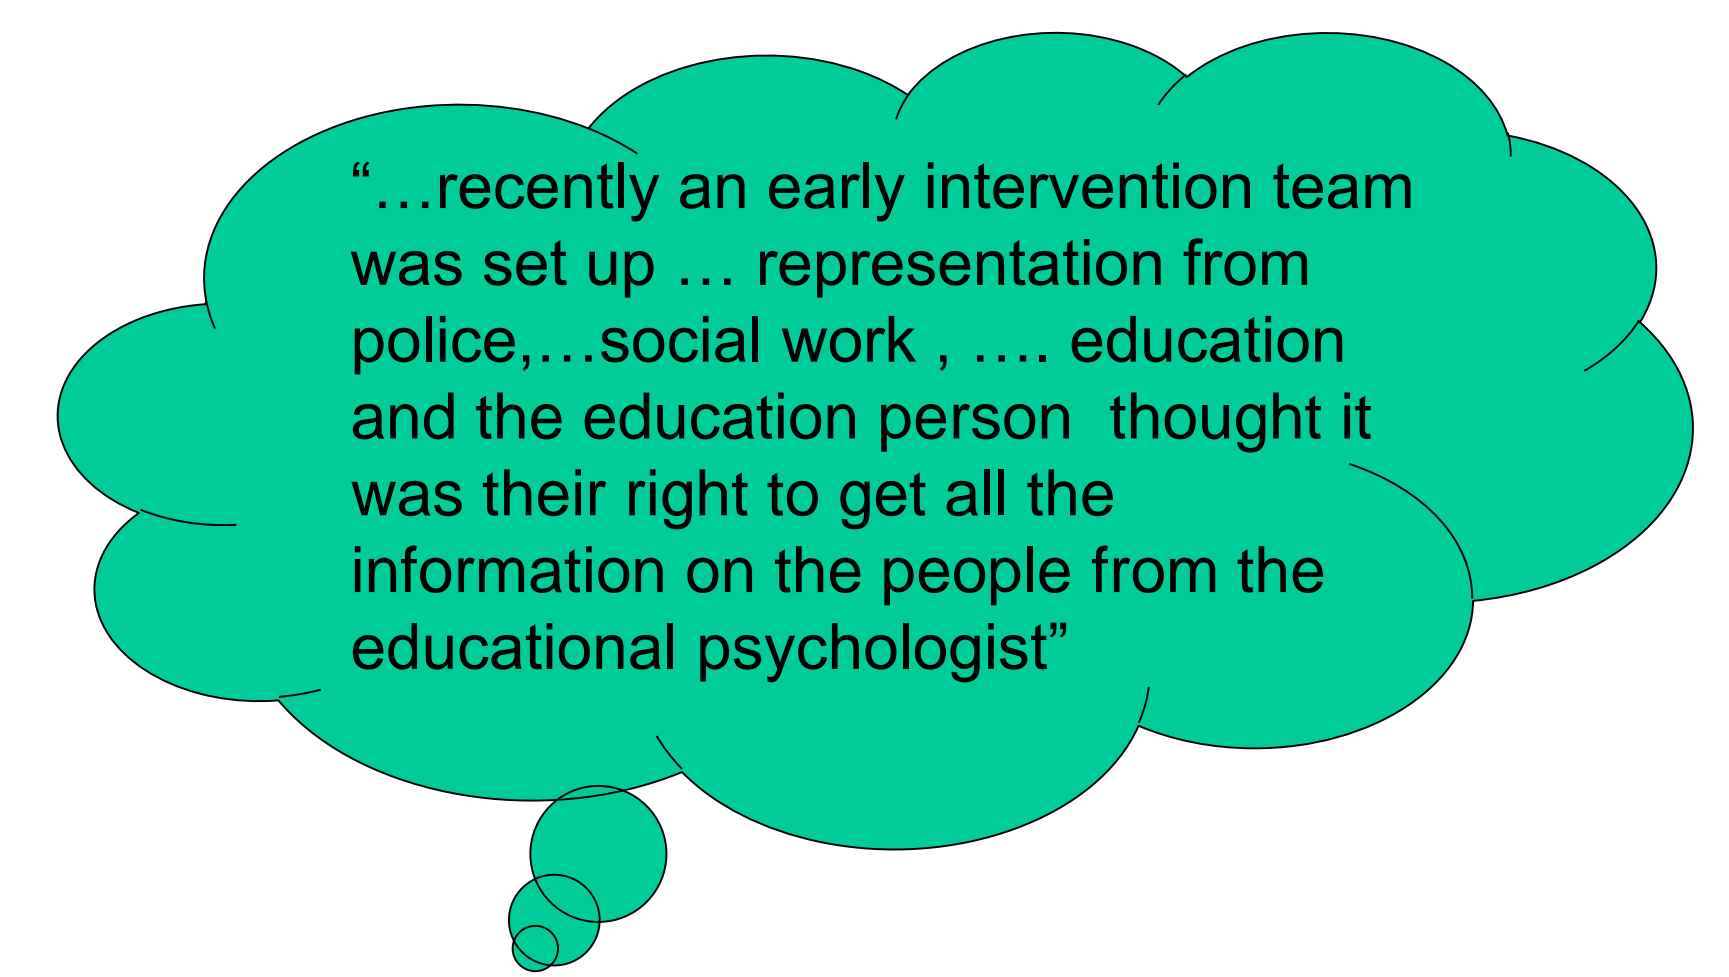 “…recently an early intervention team
was set up … representation from
police,…social work , …. education
and the education person  thought it
was their right to get all the
information on the people from the
educational psychologist”